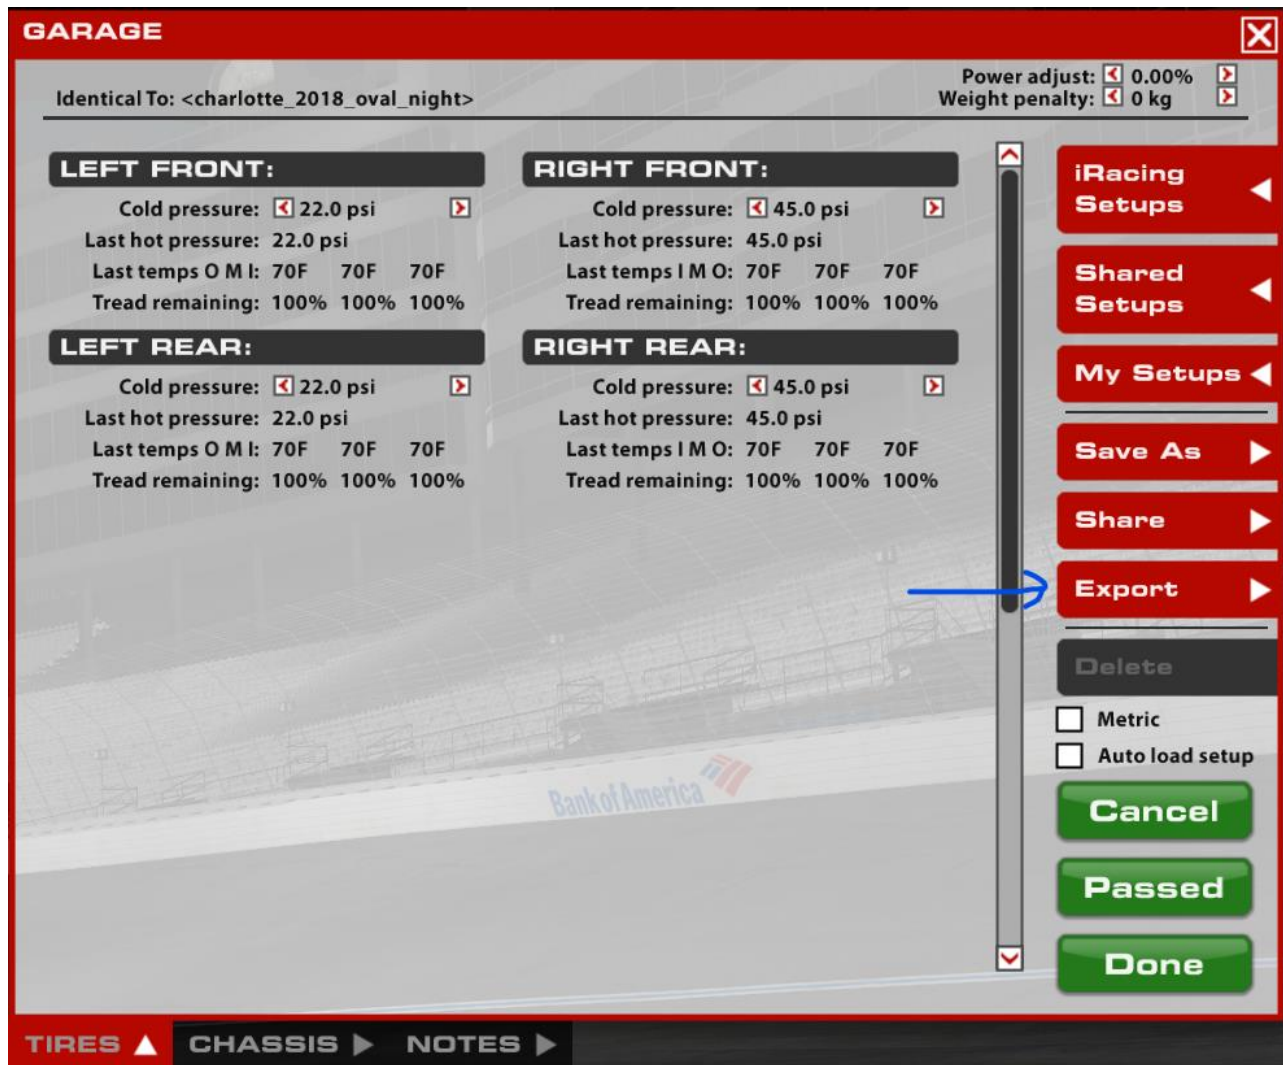 GARAGE
Power adjust: 0.00%
Identical To: <charlotte_2018_oval_night>
Weight penalty: 0 kg
LEFT FRONT:
Cold pressure: 22.0 psi
Last hot pressure: 22.0 psi
Last temps O M I: 70F 70F 70F
Tread remaining: 100% 100% 100%
RIGHT FRONT:
Cold pressure: 45.0 psi
Last hot pressure: 45.0 psi
Last temps I M O: 70F 70F 70F
Tread remaining: 100% 100% 100%
LEFT REAR:
Cold pressure: 22.0 psi
Last hot pressure: 22.0 psi
Last temps O M I: 70F 70F 70F
Tread remaining: 100% 100% 100%
RIGHT REAR:
Cold pressure: 45.0 psi
Last hot pressure: 45.0 psi
Last temps I M O: 70F 70F 70F
Tread remaining: 100% 100% 100%
iRacing
Setups
Shared
Setups
My Setups
Save As
Share
Export
Delete
Metric
Auto load setup
Cancel
Passed
Done
Bank of America
TIRES CHASSIS NOTES